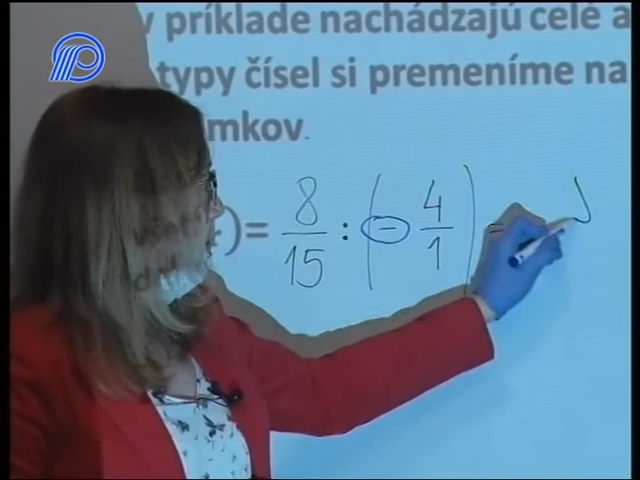 v príklade nachádzajú celé a
typy čísel si premeníme na
mkov.
)= 8/15 : ( - 4/1 ) =